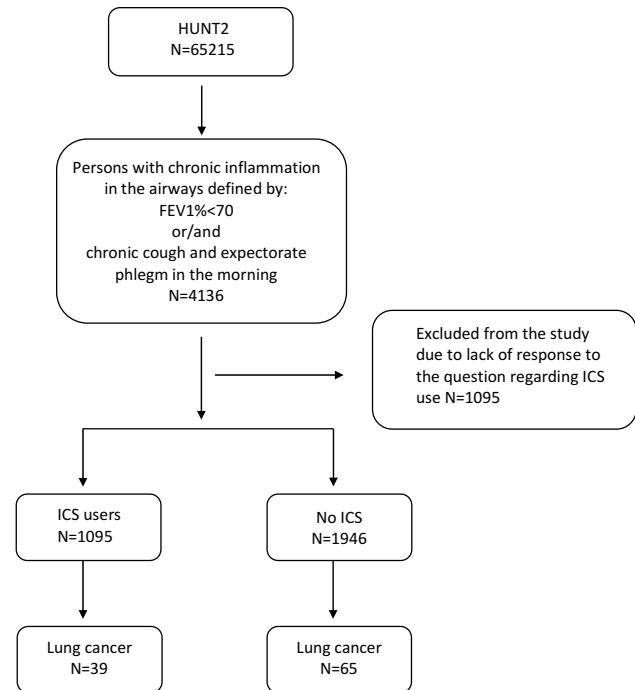 HUNT2
N=65215
Persons with chronic inflammation
in the airways defined by:
FEV1%<70
or/and
chronic cough and expectorate
phlegm in the morning
N=4136
Excluded from the study
due to lack of response to
the question regarding ICS
use N=1095
ICS users
N=1095
No ICS
N=1946
Lung cancer
N=39
Lung cancer
N=65